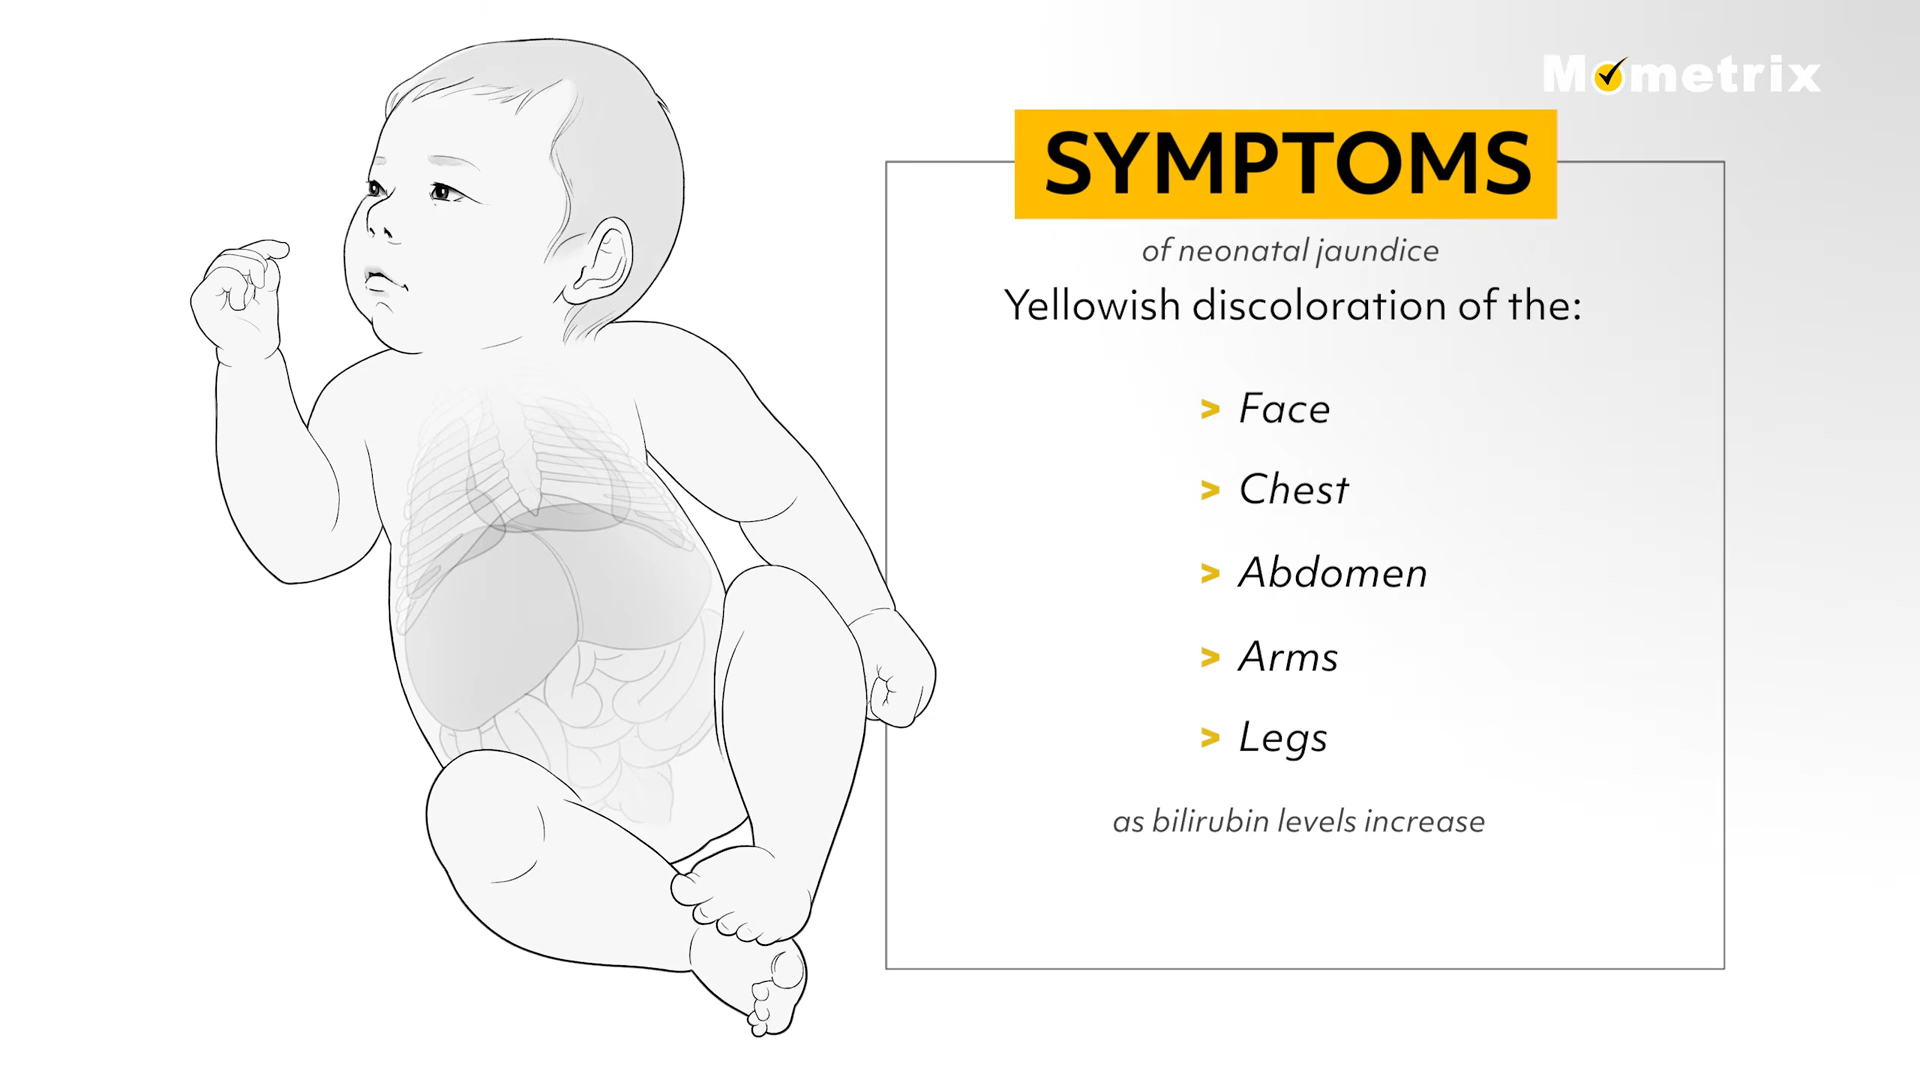 Mometrix
SYMPTOMS
of neonatal jaundice
Yellowish discoloration of the:
> Face
> Chest
> Abdomen
> Arms
> Legs
as bilirubin levels increase